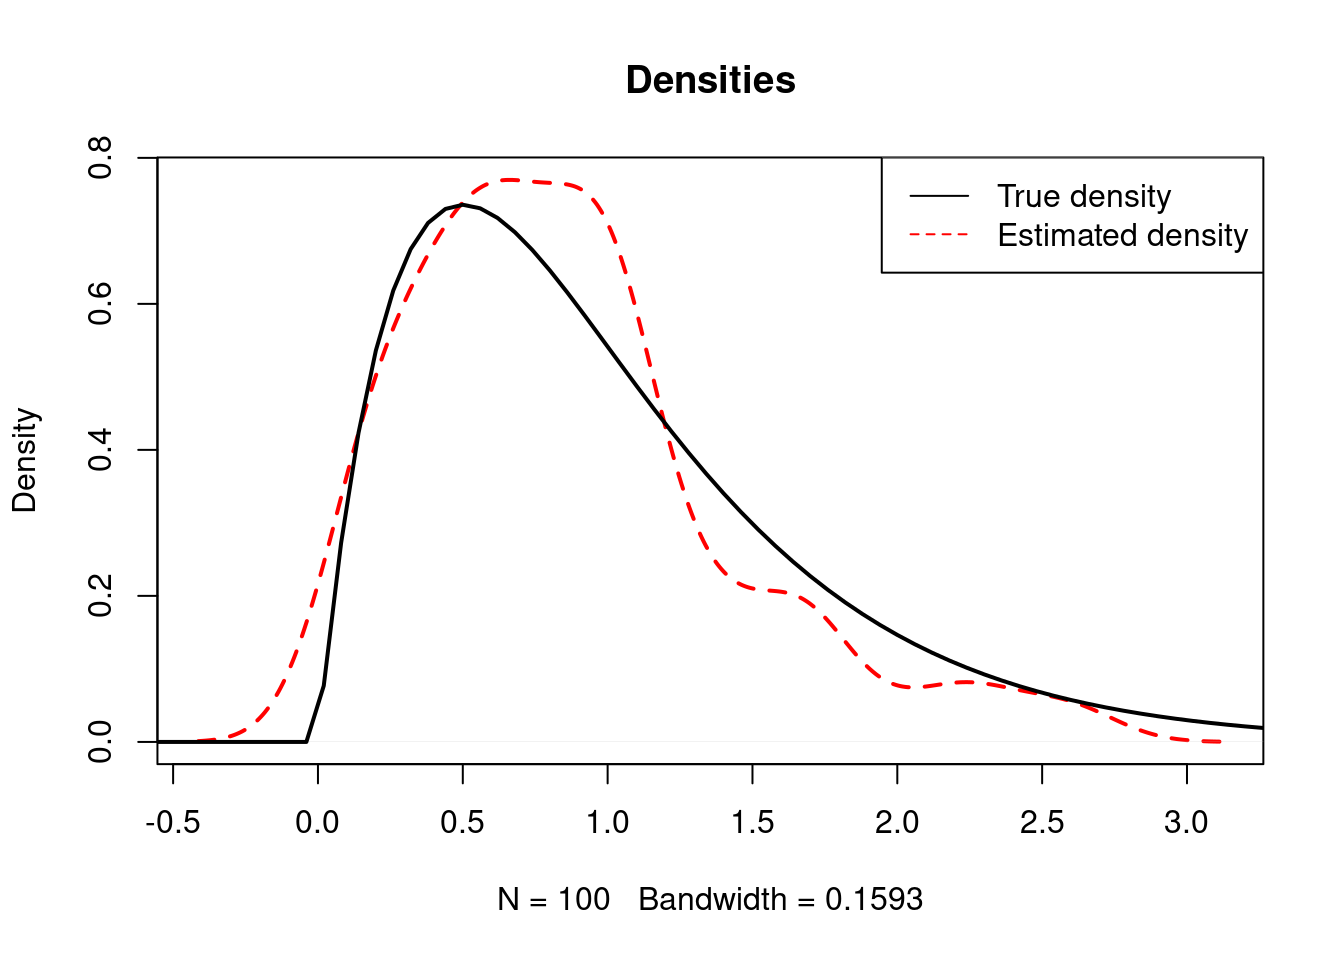 Densities
True density
Estimated density
Density
0.0
0.2
0.4
0.6
0.8
-0.5 0.0 0.5 1.0 1.5 2.0 2.5 3.0
N = 100 Bandwidth = 0.1593